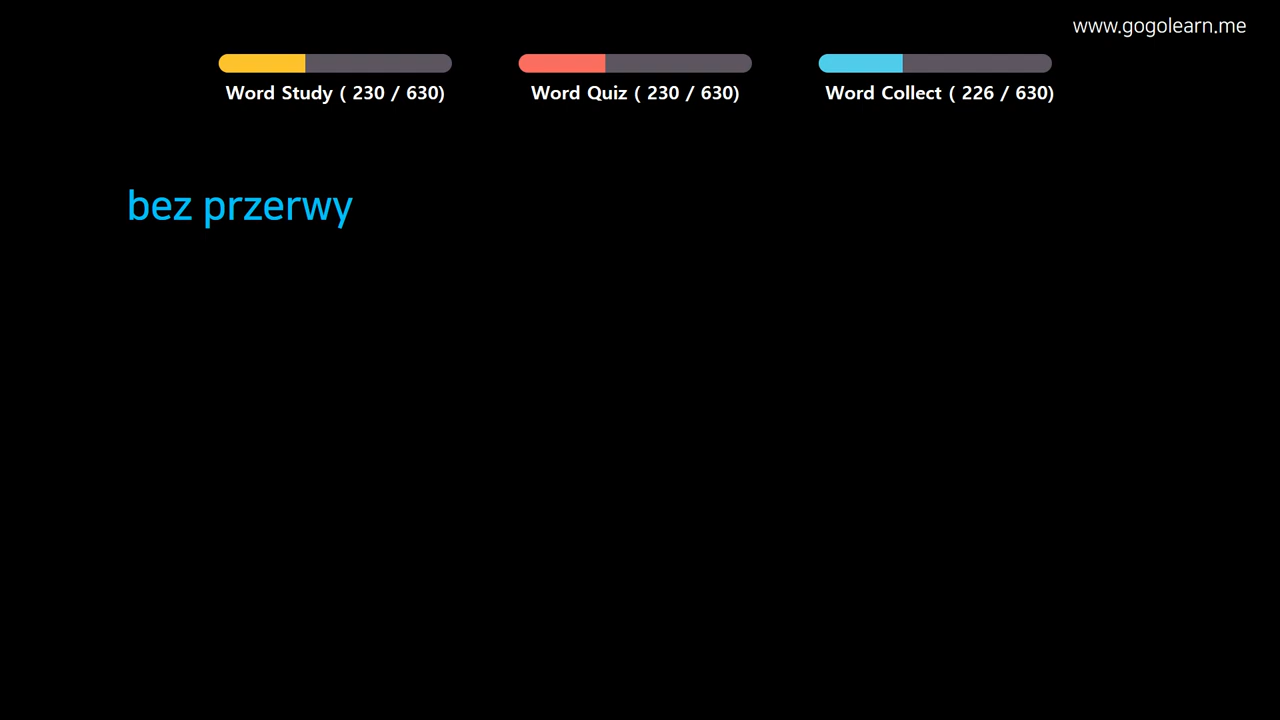 www.gogolearn.me
Word Study ( 230 / 630)
Word Quiz ( 230 / 630)
Word Collect ( 226 / 630)
bez przerwy